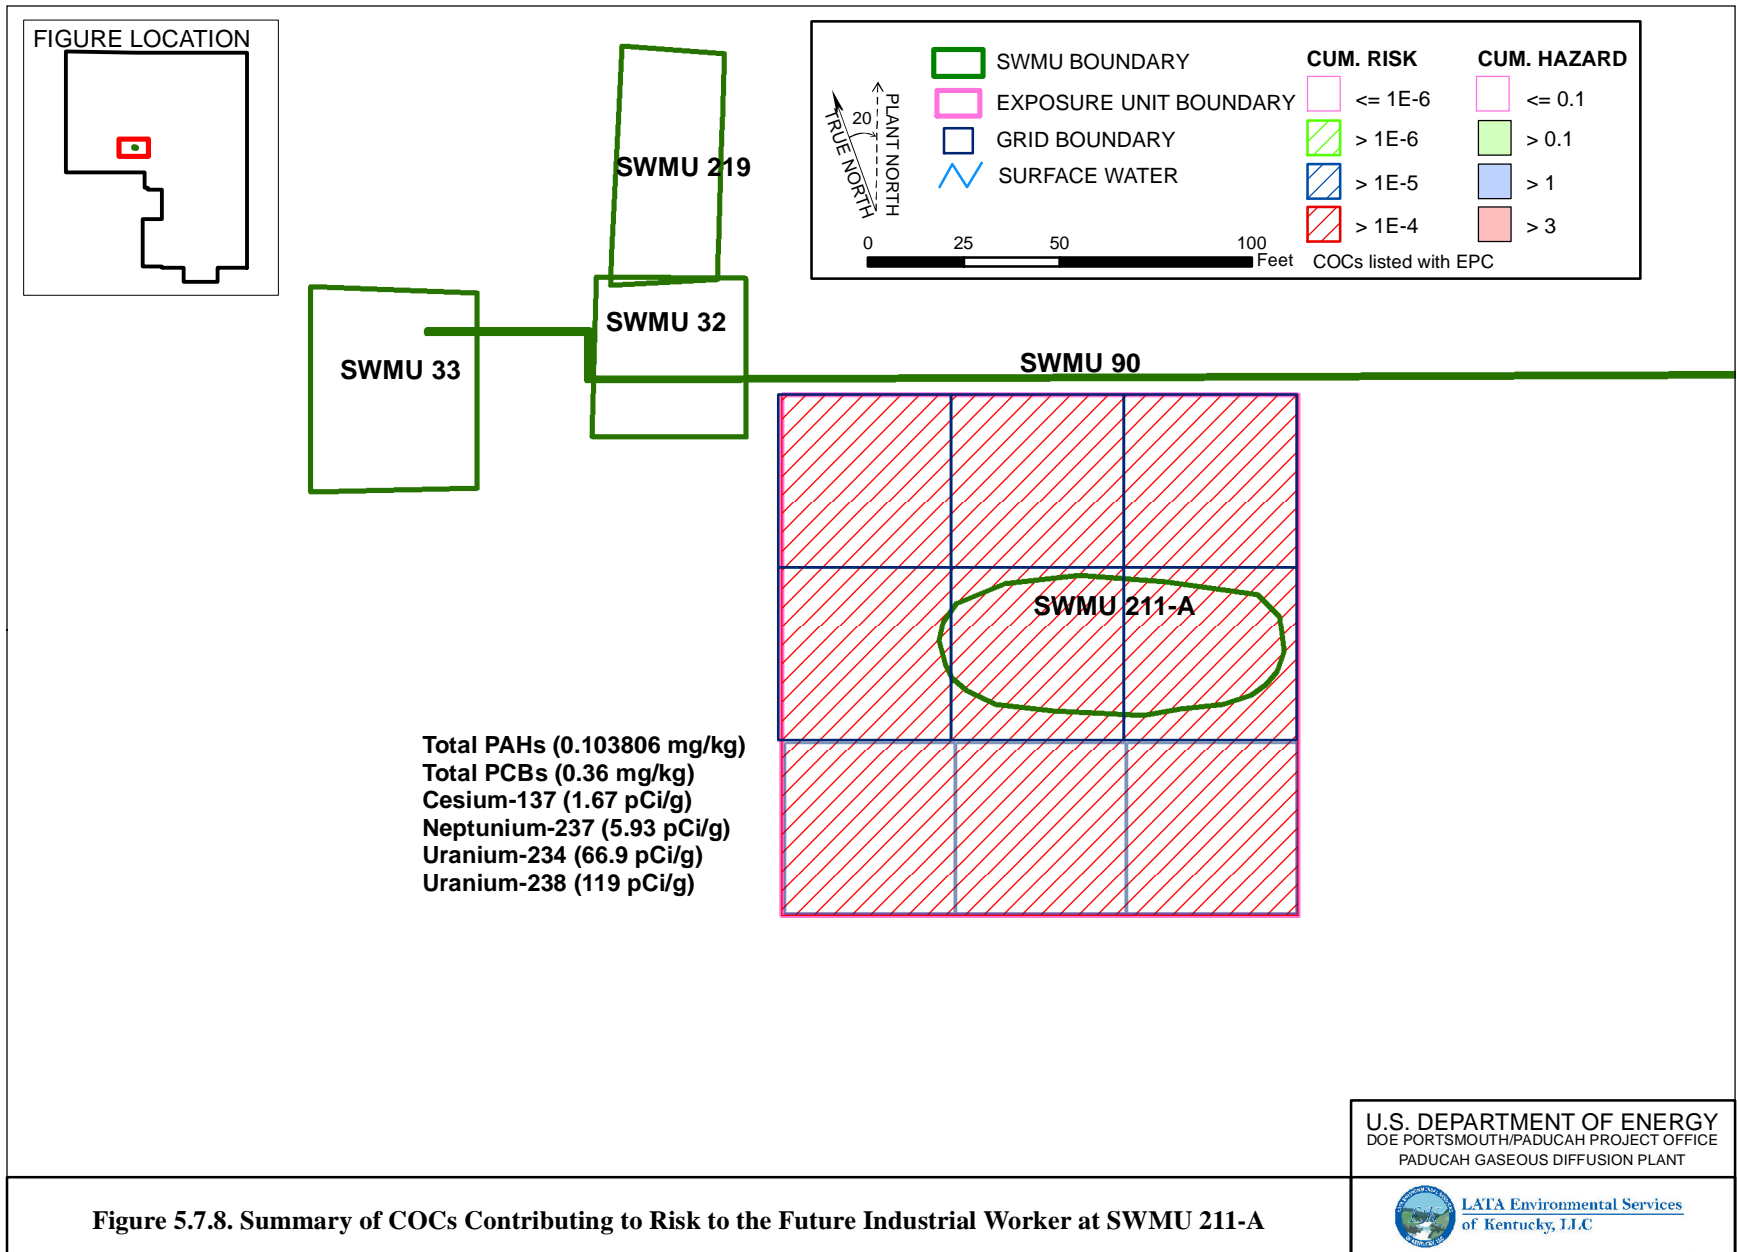 FIGURE LOCATION
SWMU BOUNDARY
EXPOSURE UNIT BOUNDARY
GRID BOUNDARY
SURFACE WATER
TRUE NORTH
20
PLANT NORTH
CUM. RISK
<= 1E-6
> 1E-6
> 1E-5
> 1E-4
CUM. HAZARD
<= 0.1
> 0.1
> 1
> 3
0 25 50 100
Feet
COCs listed with EPC
SWMU 219
SWMU 32
SWMU 33
SWMU 90
SWMU 211-A
Total PAHs (0.103806 mg/kg)
Total PCBs (0.36 mg/kg)
Cesium-137 (1.67 pCi/g)
Neptunium-237 (5.93 pCi/g)
Uranium-234 (66.9 pCi/g)
Uranium-238 (119 pCi/g)
U.S. DEPARTMENT OF ENERGY
DOE PORTSMOUTH/PADUCAH PROJECT OFFICE
PADUCAH GASEOUS DIFFUSION PLANT
LATA Environmental Services
of Kentucky, LLC
Figure 5.7.8. Summary of COCs Contributing to Risk to the Future Industrial Worker at SWMU 211-A